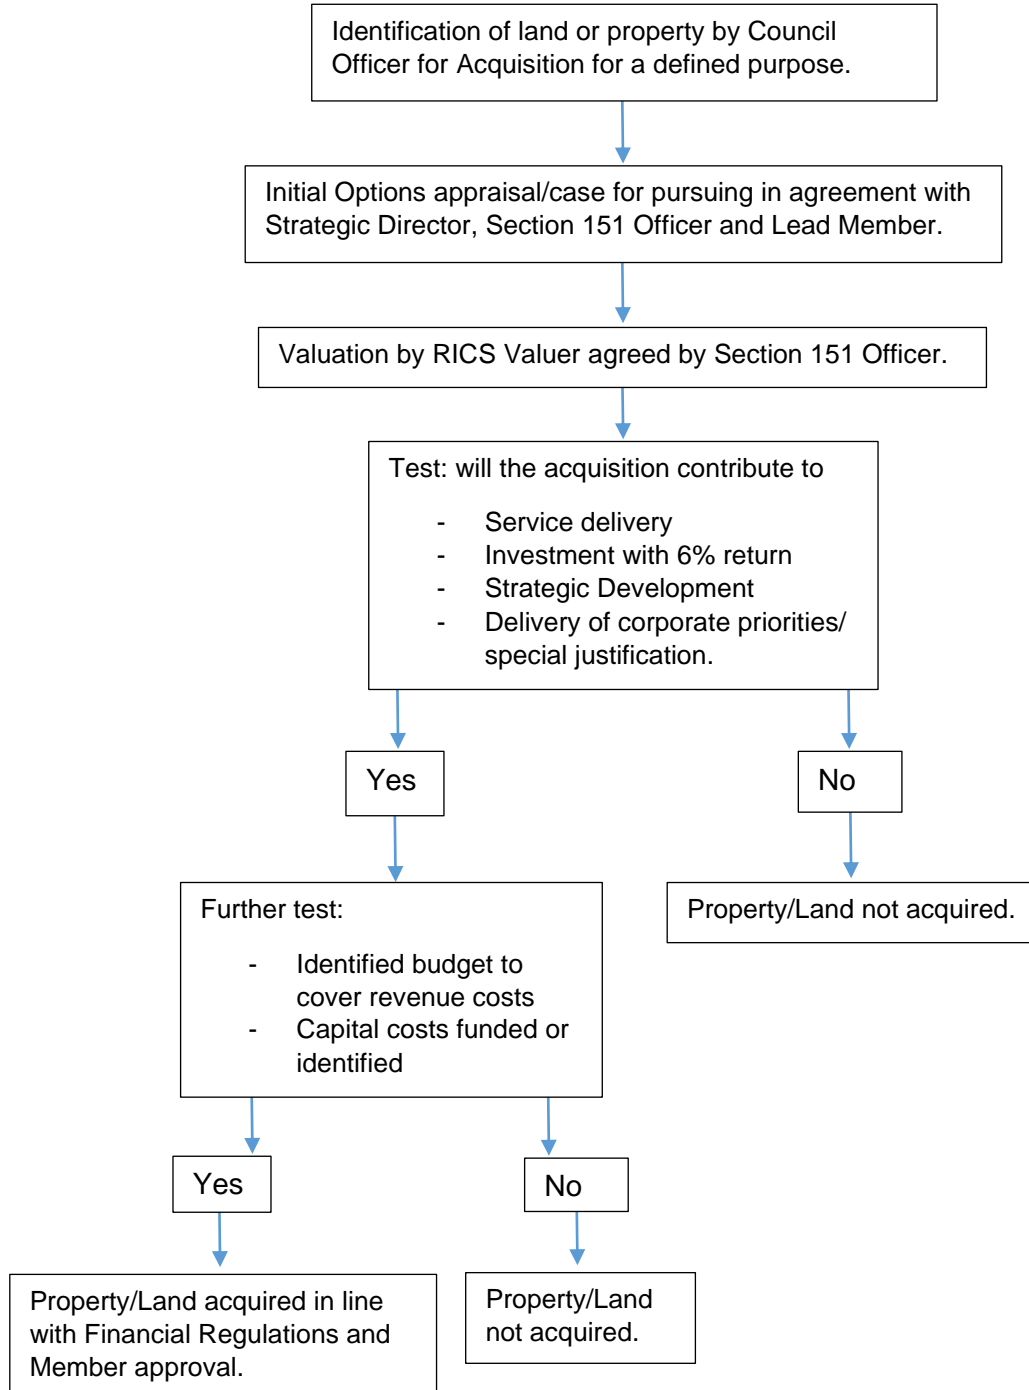 Identification of land or property by Council
Officer for Acquisition for a defined purpose.
Initial Options appraisal/case for pursuing in agreement with
Strategic Director, Section 151 Officer and Lead Member.
Valuation by RICS Valuer agreed by Section 151 Officer.
Test: will the acquisition contribute to
- Service delivery
- Investment with 6% return
- Strategic Development
- Delivery of corporate priorities/
special justification.
Yes
No
Further test:
- Identified budget to
cover revenue costs
- Capital costs funded or
identified
Property/Land not acquired.
Yes
No
Property/Land acquired in line
with Financial Regulations and
Member approval.
Property/Land
not acquired.